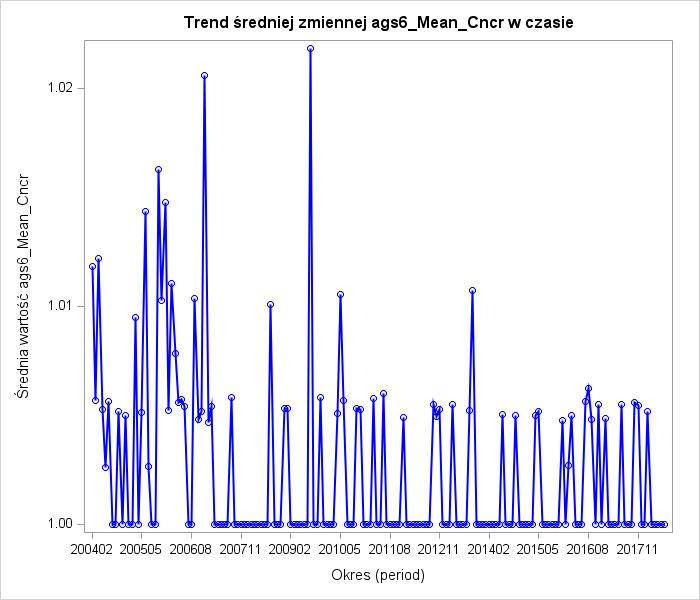 Trend średniej zmiennej ags6_Mean_Cncr w czasie
Średnia wartość ags6_Mean_Cncr
1.02
1.01
1.00
200402 200505 200608 200711 200902 201005 201108 201211 201402 201505 201608 201711
Okres (period)